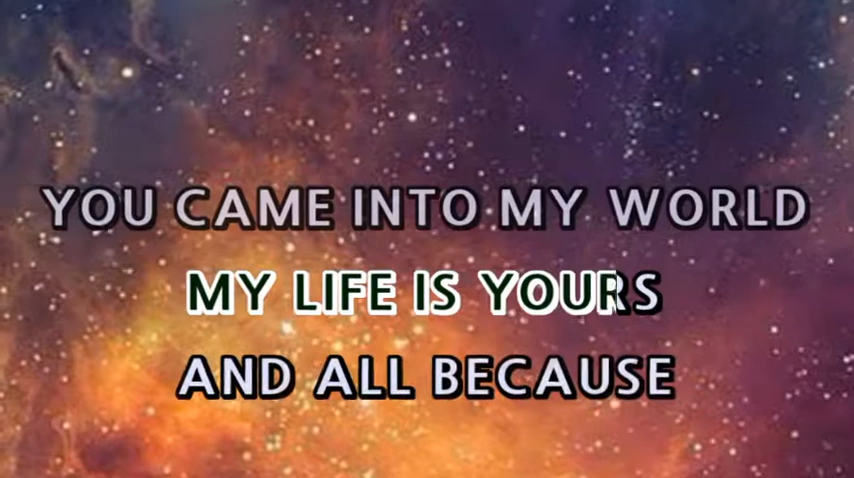 YOU CAME INTO MY WORLD
MY LIFE IS YOURS
AND ALL BECAUSE